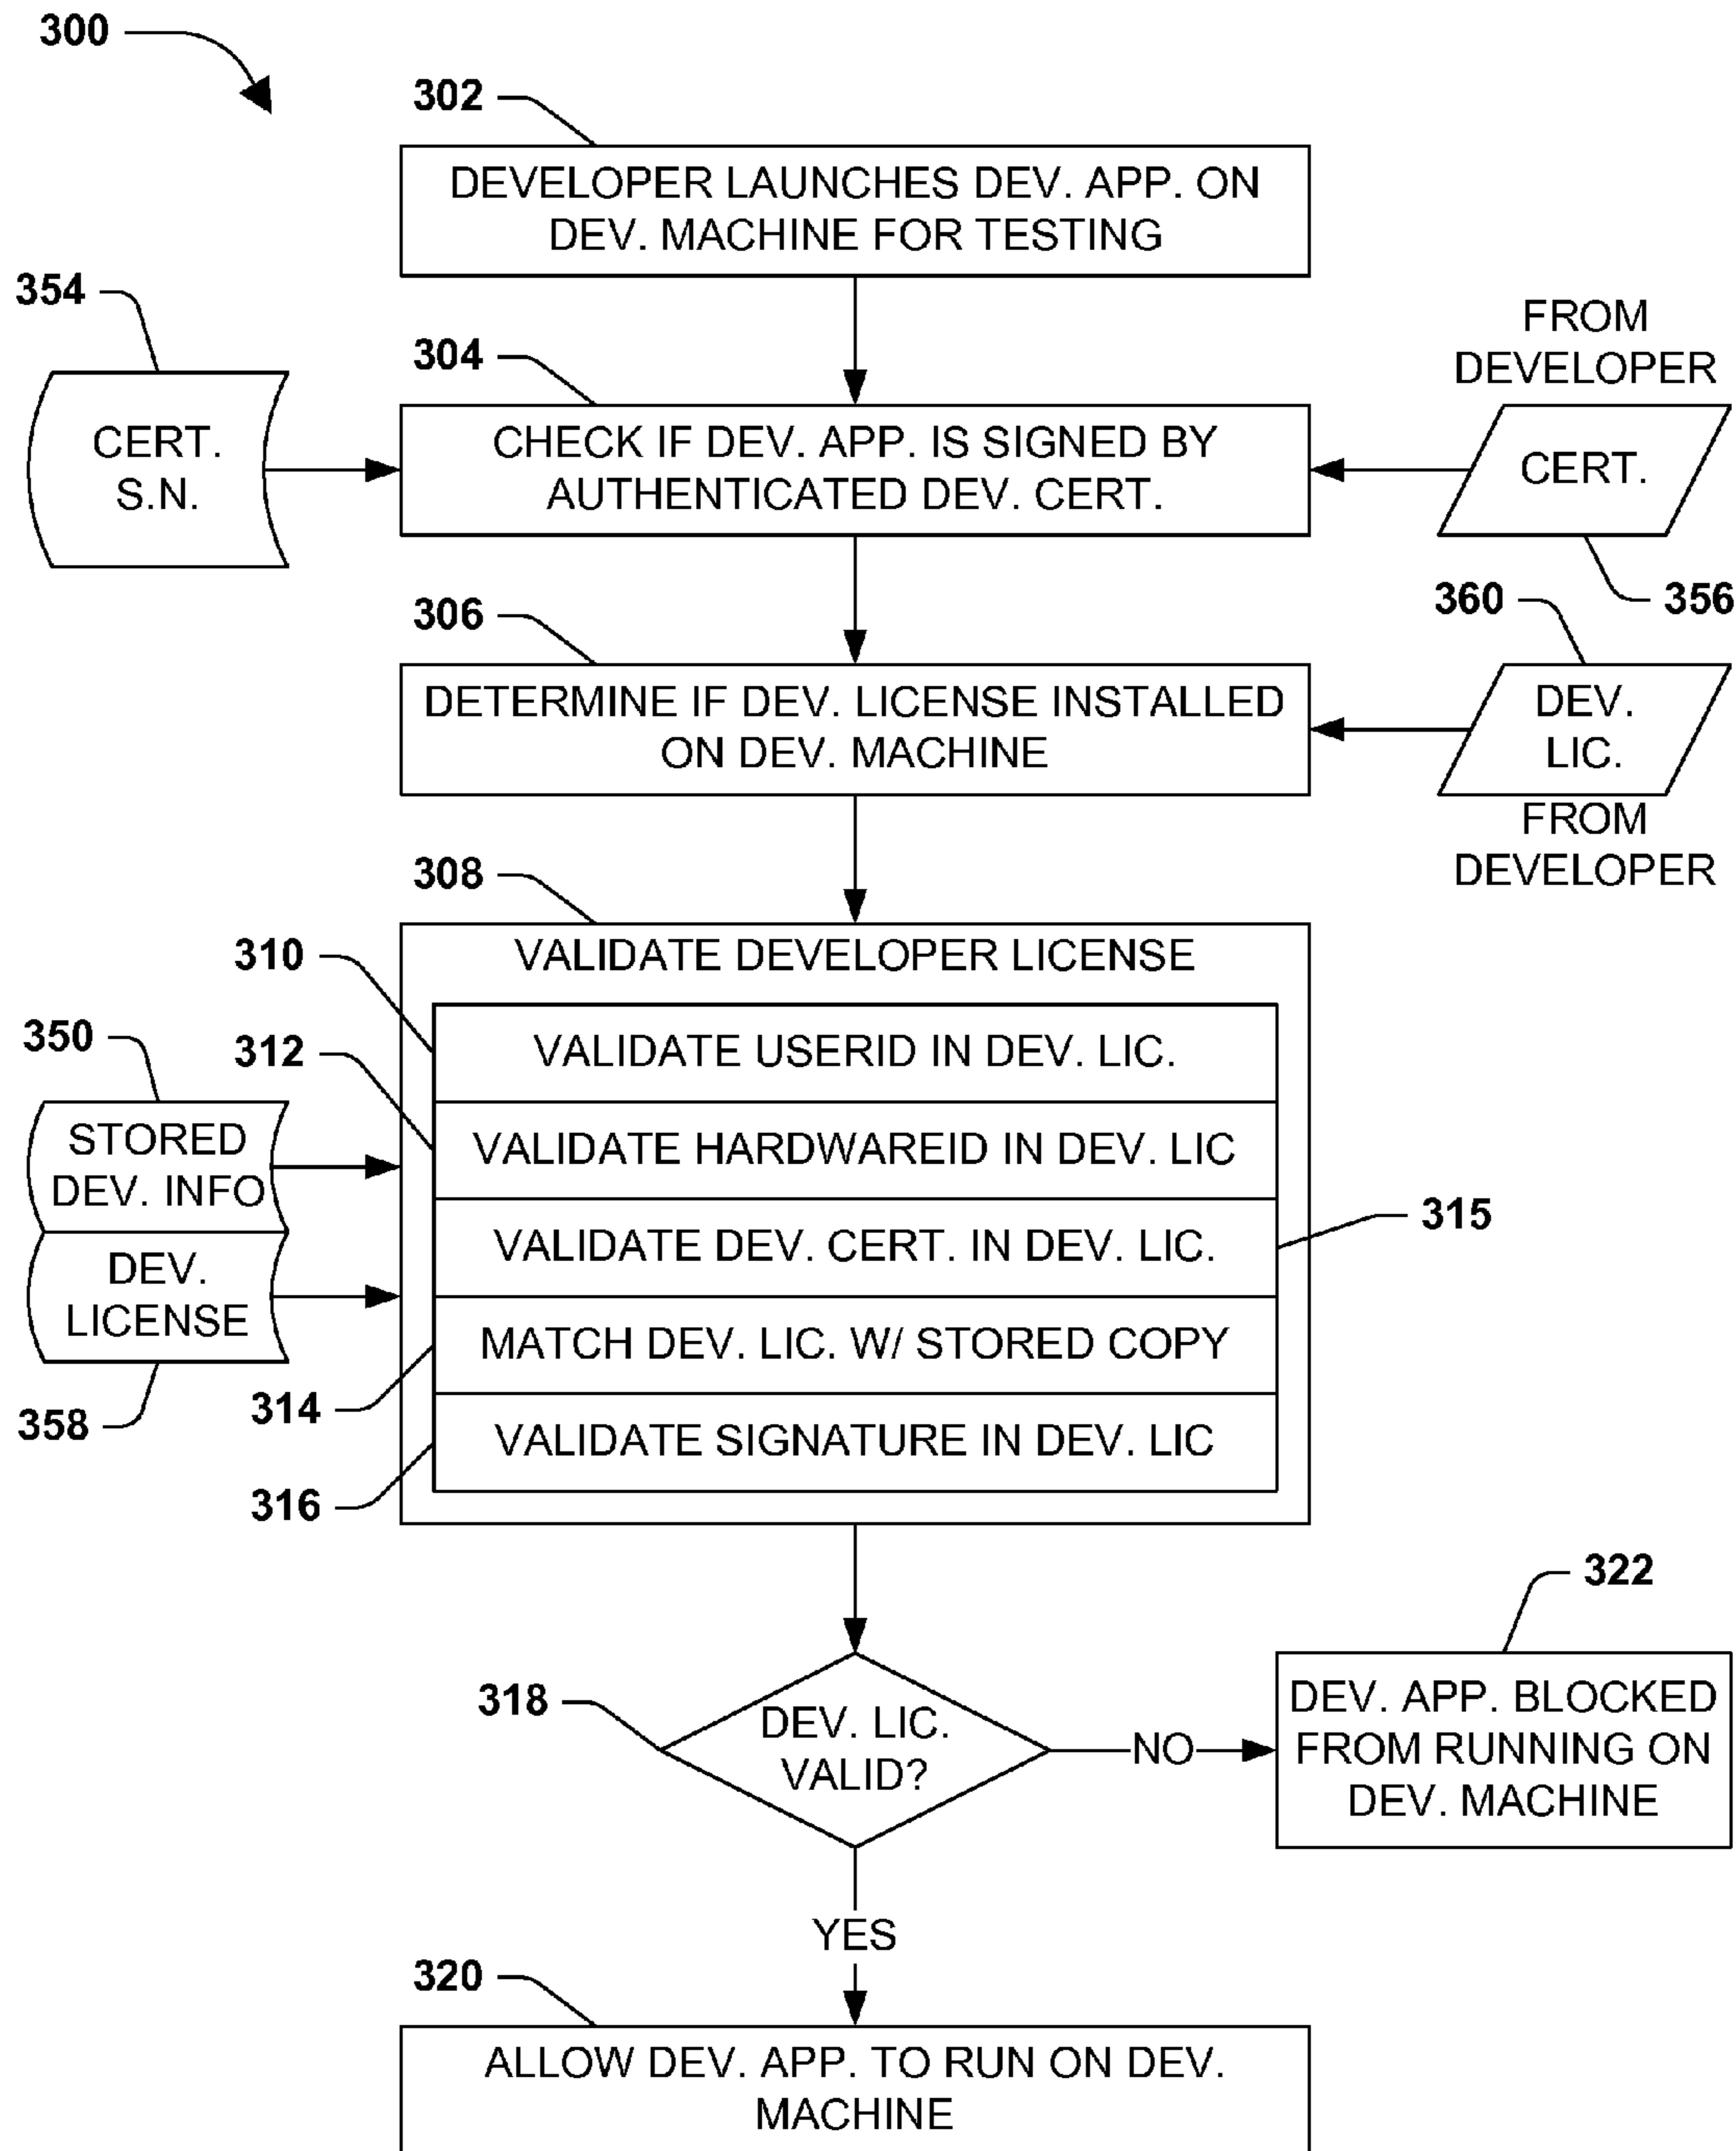 300
302
DEVELOPER LAUNCHES DEV. APP. ON
DEV. MACHINE FOR TESTING
354
CERT.
S.N.
304
CHECK IF DEV. APP. IS SIGNED BY
AUTHENTICATED DEV. CERT.
FROM
DEVELOPER
CERT.
356
306
DETERMINE IF DEV. LICENSE INSTALLED
ON DEV. MACHINE
360
DEV.
LIC.
FROM
DEVELOPER
308
VALIDATE DEVELOPER LICENSE
310
VALIDATE USERID IN DEV. LIC.
312
VALIDATE HARDWAREID IN DEV. LIC
350
STORED
DEV. INFO
VALIDATE DEV. CERT. IN DEV. LIC.
315
DEV.
LICENSE
358
MATCH DEV. LIC. W/ STORED COPY
314
VALIDATE SIGNATURE IN DEV. LIC
316
318
DEV. LIC.
VALID?
NO
322
DEV. APP. BLOCKED
FROM RUNNING ON
DEV. MACHINE
YES
320
ALLOW DEV. APP. TO RUN ON DEV.
MACHINE